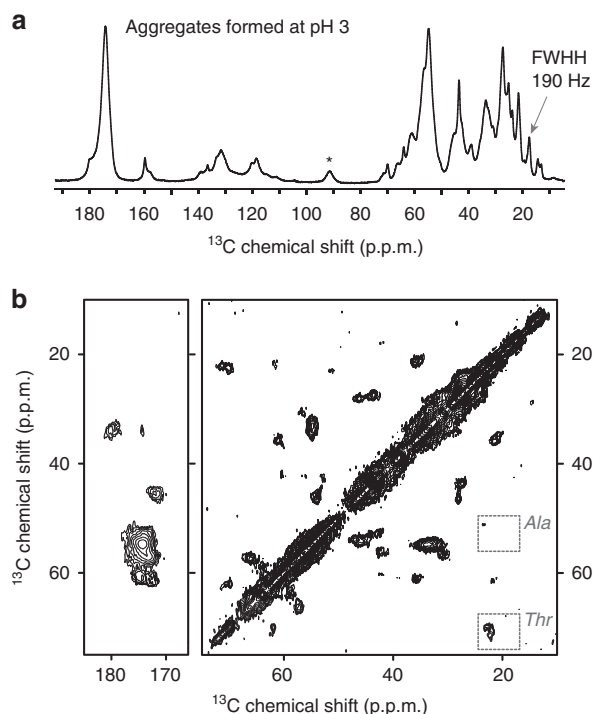 a
Aggregates formed at pH 3
FWHH
190 Hz
*
180 160 140 120 100 80 60 40 20
¹³C chemical shift (p.p.m.)
b
20 20
40 40
60 60
Ala
Thr
¹³C chemical shift (p.p.m.)
180 170 60 40 20
¹³C chemical shift (p.p.m.)